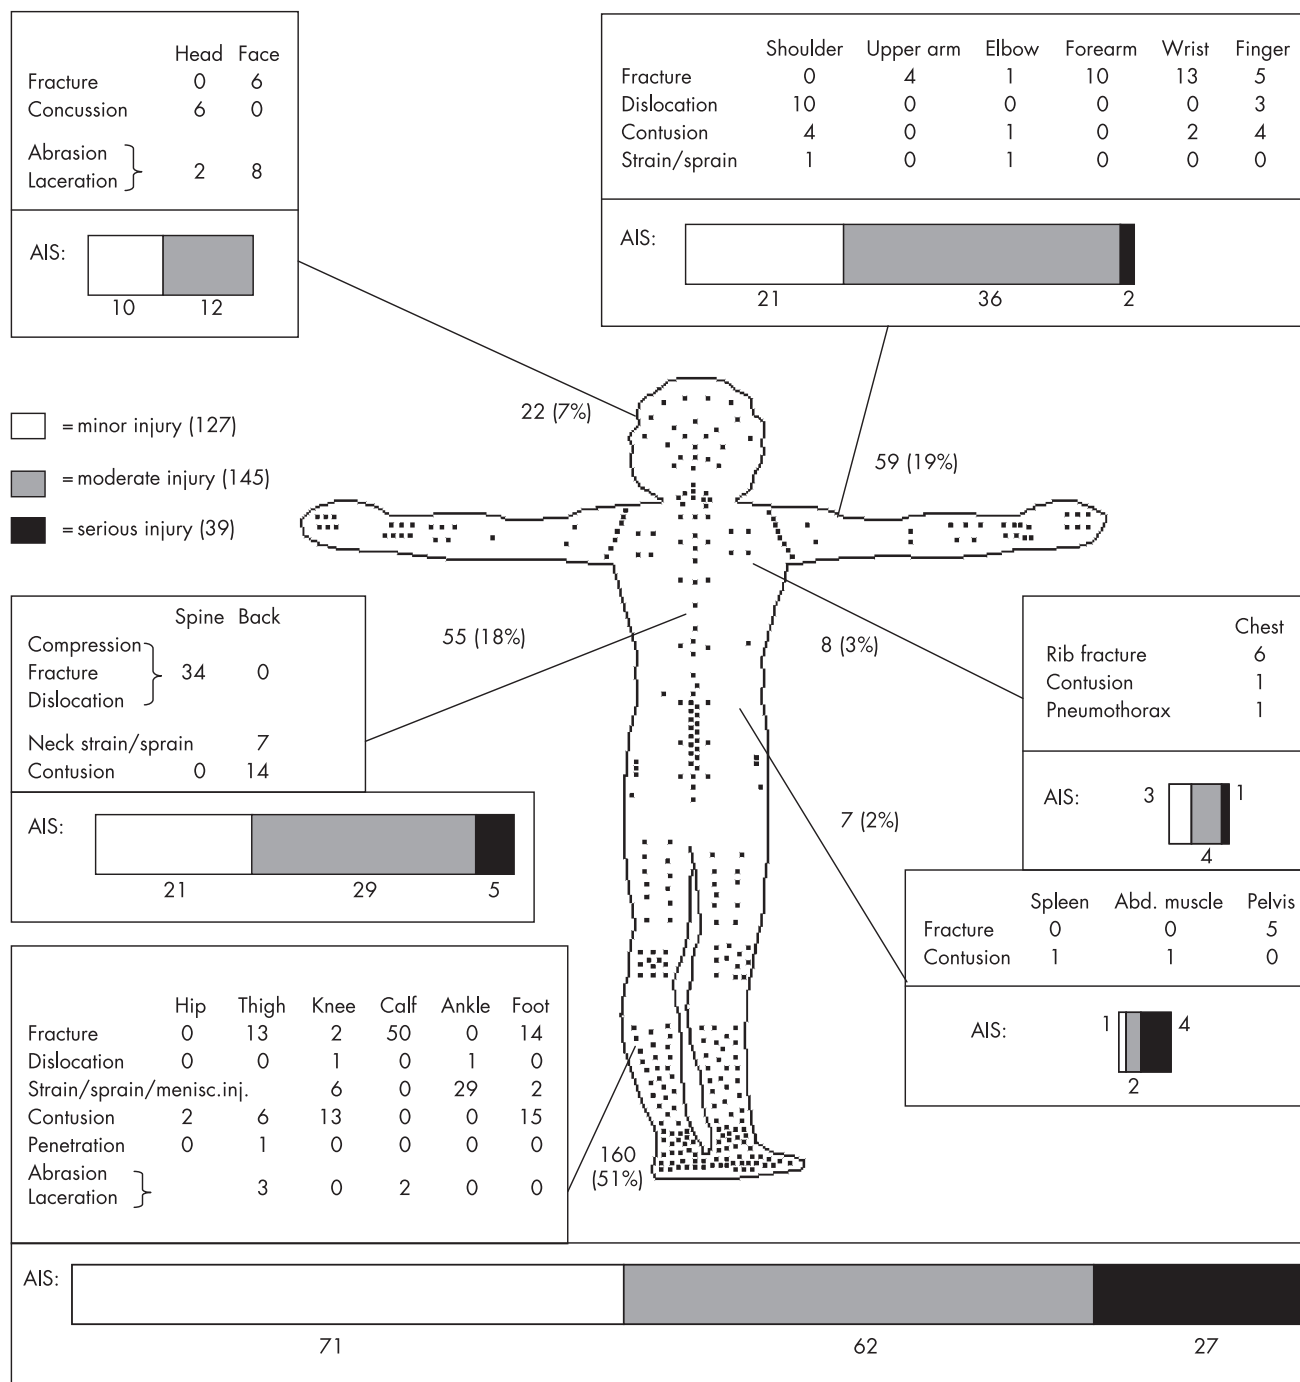 Head Face
Fracture 0 6
Concussion 6 0
Abrasion
Laceration 2 8
AIS:
10 12
Shoulder Upper arm Elbow Forearm Wrist Finger
Fracture 0 4 1 10 13 5
Dislocation 10 0 0 0 0 3
Contusion 4 0 1 0 2 4
Strain/sprain 1 0 1 0 0 0
AIS:
21 36 2
22 (7%)
59 (19%)
= minor injury (127)
= moderate injury (145)
= serious injury (39)
Spine Back
Compression
Fracture 34 0
Dislocation
Neck strain/sprain 7
Contusion 0 14
AIS:
21 29 5
55 (18%)
8 (3%)
Chest
Rib fracture 6
Contusion 1
Pneumothorax 1
AIS: 3 1
4
7 (2%)
Spleen Abd. muscle Pelvis
Fracture 0 0 5
Contusion 1 1 0
AIS: 1 4
2
Hip Thigh Knee Calf Ankle Foot
Fracture 0 13 2 50 0 14
Dislocation 0 0 1 0 1 0
Strain/sprain/menisc.inj. 6 0 29 2
Contusion 2 6 13 0 0 15
Penetration 0 1 0 0 0 0
Abrasion
Laceration 3 0 2 0 0
160
(51%)
AIS:
71 62 27